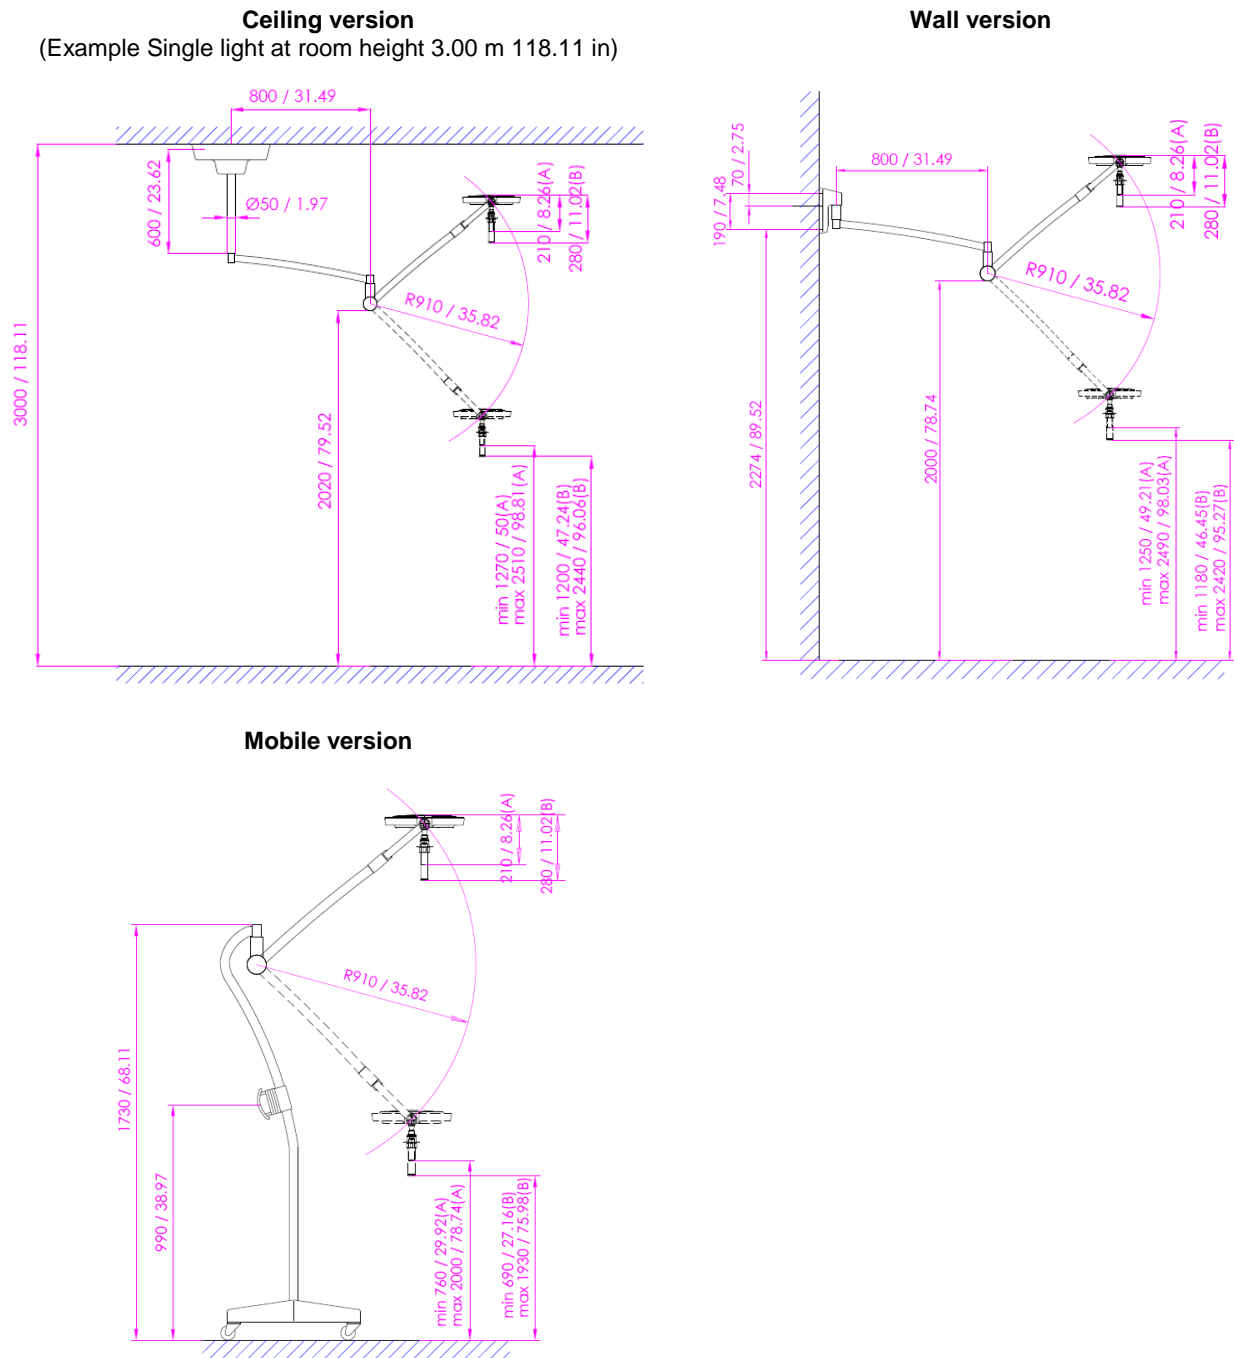 Ceiling version
(Example Single light at room height 3.00 m 118.11 in)
800 / 31.49
600 / 23.62
Ø50 / 1.97
210 / 8.26(A)
280 / 11.02(B)
R910 / 35.82
3000 / 118.11
2020 / 79.52
min 1270 / 50(A)
max 2510 / 98.81(A)
min 1200 / 47.24(B)
max 2440 / 96.06(B)
Wall version
190 / 7.48
70 / 2.75
800 / 31.49
210 / 8.26(A)
280 / 11.02(B)
R910 / 35.82
2274 / 89.52
2000 / 78.74
min 1250 / 49.21(A)
max 2490 / 98.03(A)
min 1180 / 46.45(B)
max 2420 / 95.27(B)
Mobile version
210 / 8.26(A)
280 / 11.02(B)
R910 / 35.82
1730 / 68.11
990 / 38.97
min 760 / 29.92(A)
max 2000 / 78.74(A)
min 690 / 27.16(B)
max 1930 / 75.98(B)